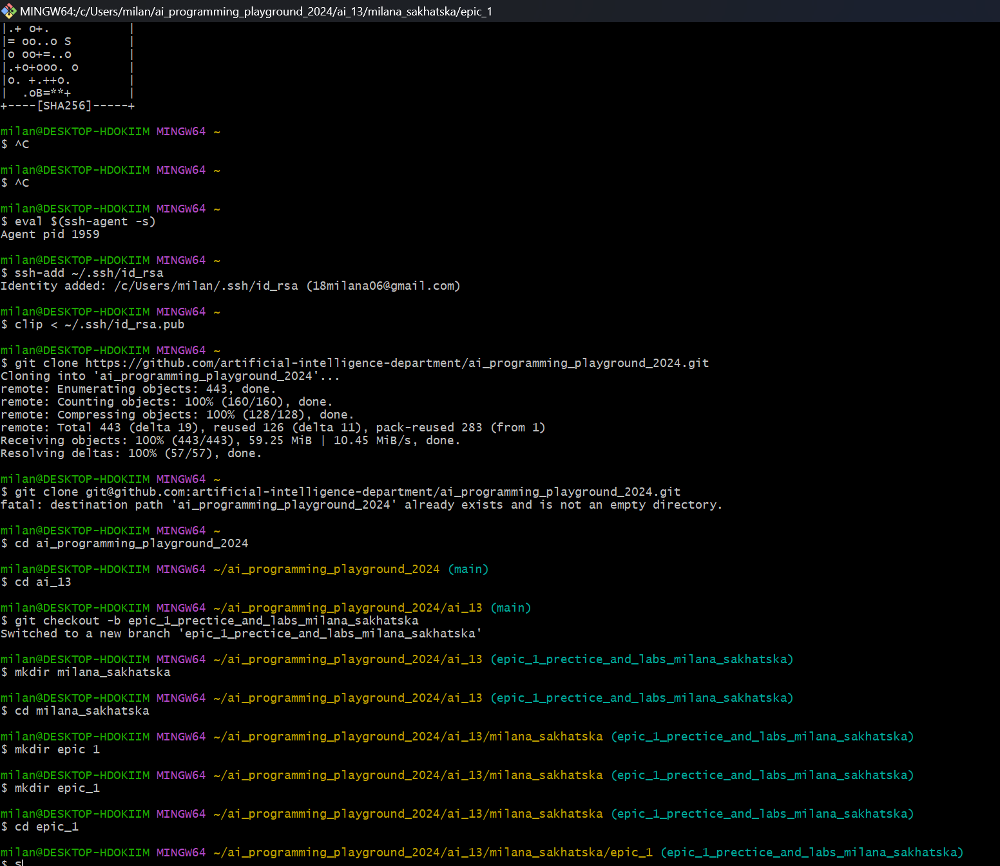 MINGW64:/c/Users/milan/ai_programming_playground_2024/ai_13/milana_sakhatska/epic_1
|.+ o+.            |
|= oo..o S         |
|o oo+=..o         |
|.+o+ooo. o        |
|o. +.++o.         |
|  .oB=**+         |
+----[SHA256]-----+
milan@DESKTOP-HDOKIIM MINGW64 ~
$ ^C
milan@DESKTOP-HDOKIIM MINGW64 ~
$ ^C
milan@DESKTOP-HDOKIIM MINGW64 ~
$ eval $(ssh-agent -s)
Agent pid 1959
milan@DESKTOP-HDOKIIM MINGW64 ~
$ ssh-add ~/.ssh/id_rsa
Identity added: /c/Users/milan/.ssh/id_rsa (18milana06@gmail.com)
milan@DESKTOP-HDOKIIM MINGW64 ~
$ clip < ~/.ssh/id_rsa.pub
milan@DESKTOP-HDOKIIM MINGW64 ~
$ git clone https://github.com/artificial-intelligence-department/ai_programming_playground_2024.git
Cloning into 'ai_programming_playground_2024'...
remote: Enumerating objects: 443, done.
remote: Counting objects: 100% (160/160), done.
remote: Compressing objects: 100% (128/128), done.
remote: Total 443 (delta 19), reused 126 (delta 11), pack-reused 283 (from 1)
Receiving objects: 100% (443/443), 59.25 MiB | 10.45 MiB/s, done.
Resolving deltas: 100% (57/57), done.
milan@DESKTOP-HDOKIIM MINGW64 ~
$ git clone git@github.com:artificial-intelligence-department/ai_programming_playground_2024.git
fatal: destination path 'ai_programming_playground_2024' already exists and is not an empty directory.
milan@DESKTOP-HDOKIIM MINGW64 ~
$ cd ai_programming_playground_2024
milan@DESKTOP-HDOKIIM MINGW64 ~/ai_programming_playground_2024 (main)
$ cd ai_13
milan@DESKTOP-HDOKIIM MINGW64 ~/ai_programming_playground_2024/ai_13 (main)
$ git checkout -b epic_1_prectice_and_labs_milana_sakhatska
Switched to a new branch 'epic_1_prectice_and_labs_milana_sakhatska'
milan@DESKTOP-HDOKIIM MINGW64 ~/ai_programming_playground_2024/ai_13 (epic_1_prectice_and_labs_milana_sakhatska)
$ mkdir milana_sakhatska
milan@DESKTOP-HDOKIIM MINGW64 ~/ai_programming_playground_2024/ai_13 (epic_1_prectice_and_labs_milana_sakhatska)
$ cd milana_sakhatska
milan@DESKTOP-HDOKIIM MINGW64 ~/ai_programming_playground_2024/ai_13/milana_sakhatska (epic_1_prectice_and_labs_milana_sakhatska)
$ mkdir epic 1
milan@DESKTOP-HDOKIIM MINGW64 ~/ai_programming_playground_2024/ai_13/milana_sakhatska (epic_1_prectice_and_labs_milana_sakhatska)
$ mkdir epic_1
milan@DESKTOP-HDOKIIM MINGW64 ~/ai_programming_playground_2024/ai_13/milana_sakhatska (epic_1_prectice_and_labs_milana_sakhatska)
$ cd epic_1
milan@DESKTOP-HDOKIIM MINGW64 ~/ai_programming_playground_2024/ai_13/milana_sakhatska/epic_1 (epic_1_prectice_and_labs_milana_sakhatska)
$